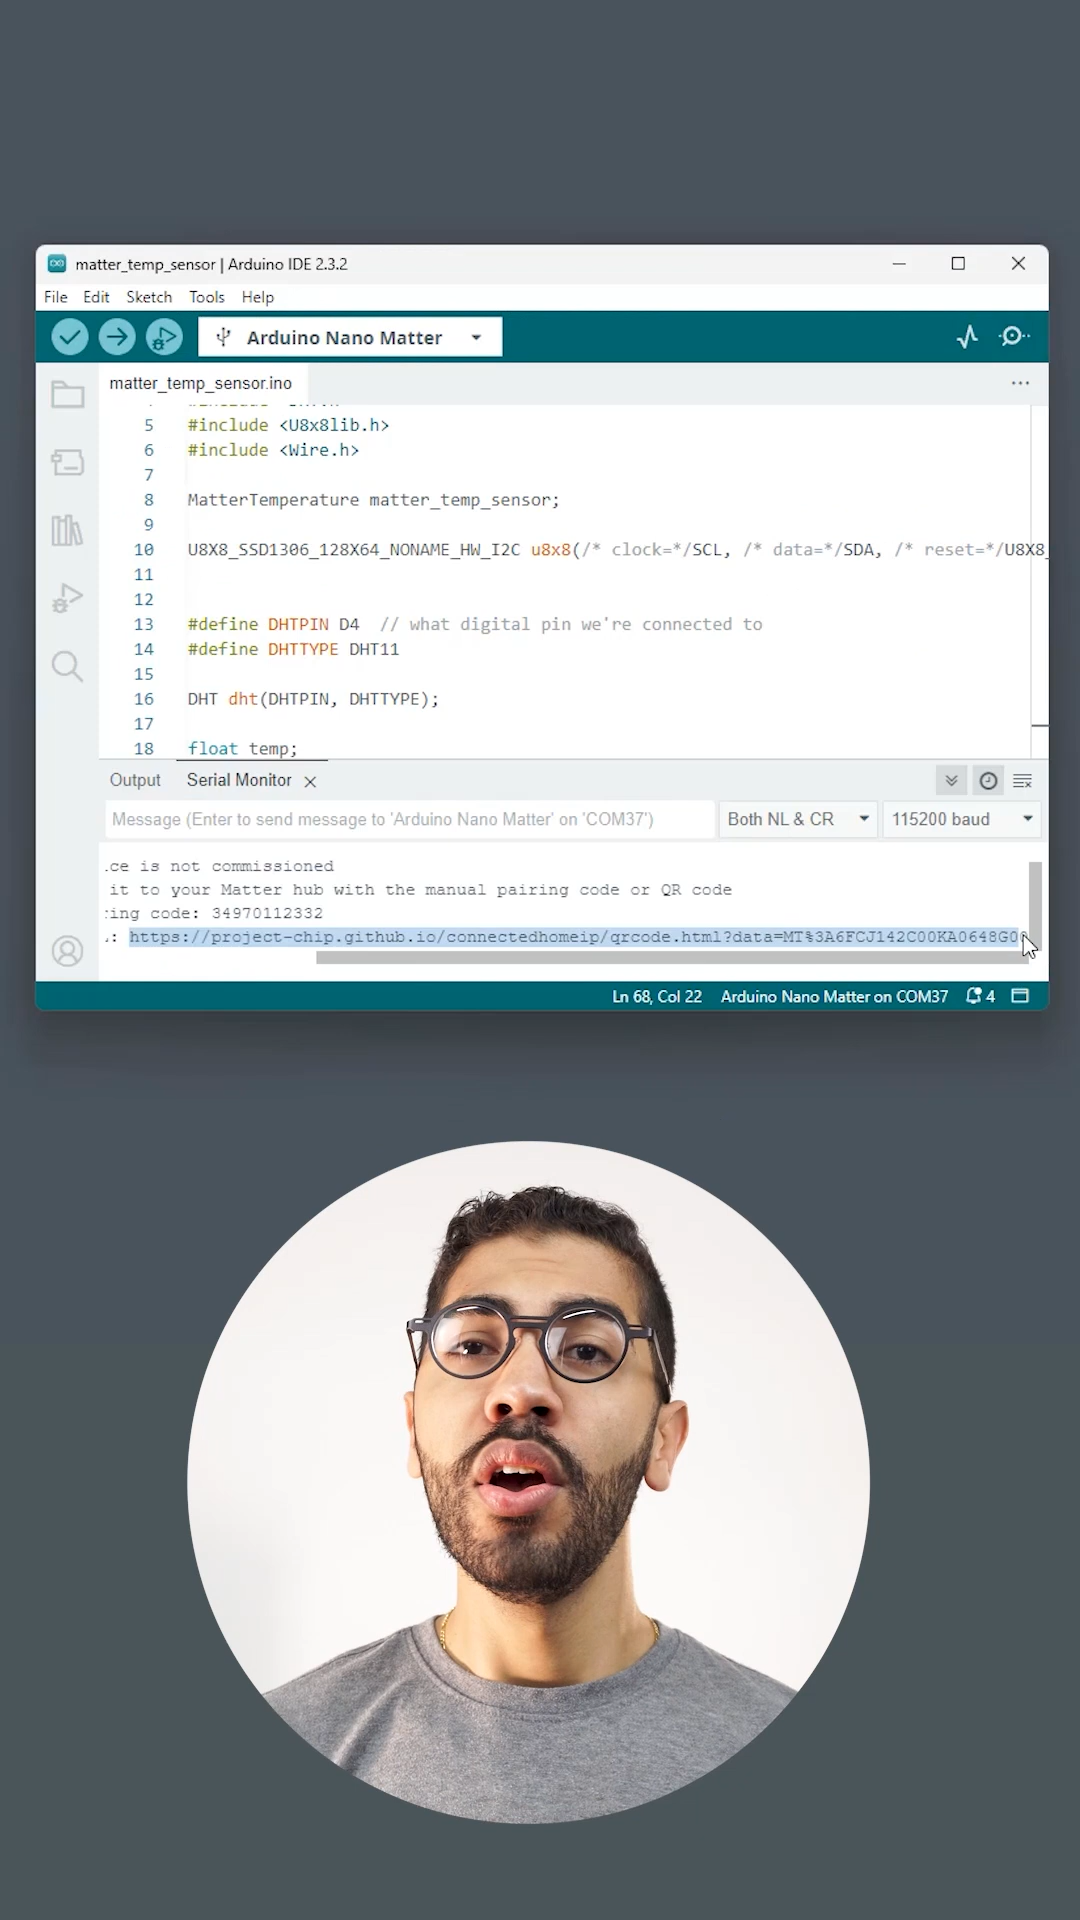 matter_temp_sensor | Arduino IDE 2.3.2
File Edit Sketch Tools Help
Arduino Nano Matter
matter_temp_sensor.ino
5 #include <U8x8lib.h>
6 #include <Wire.h>
7
8 MatterTemperature matter_temp_sensor;
9
10 U8X8_SSD1306_128X64_NONAME_HW_I2C u8x8(/* clock=*/SCL, /* data=*/SDA, /* reset=*/U8X8_
11
12
13 #define DHTPIN D4 // what digital pin we're connected to
14 #define DHTTYPE DHT11
15
16 DHT dht(DHTPIN, DHTTYPE);
17
18 float temp;
Output Serial Monitor
Message (Enter to send message to 'Arduino Nano Matter' on 'COM37') Both NL & CR 115200 baud
ce is not commissioned
it to your Matter hub with the manual pairing code or QR code
ing code: 34970112332
: https://project-chip.github.io/connectedhomeip/qrcode.html?data=MT%3A6FCJ142C00KA0648G00
Ln 68, Col 22 Arduino Nano Matter on COM37 4